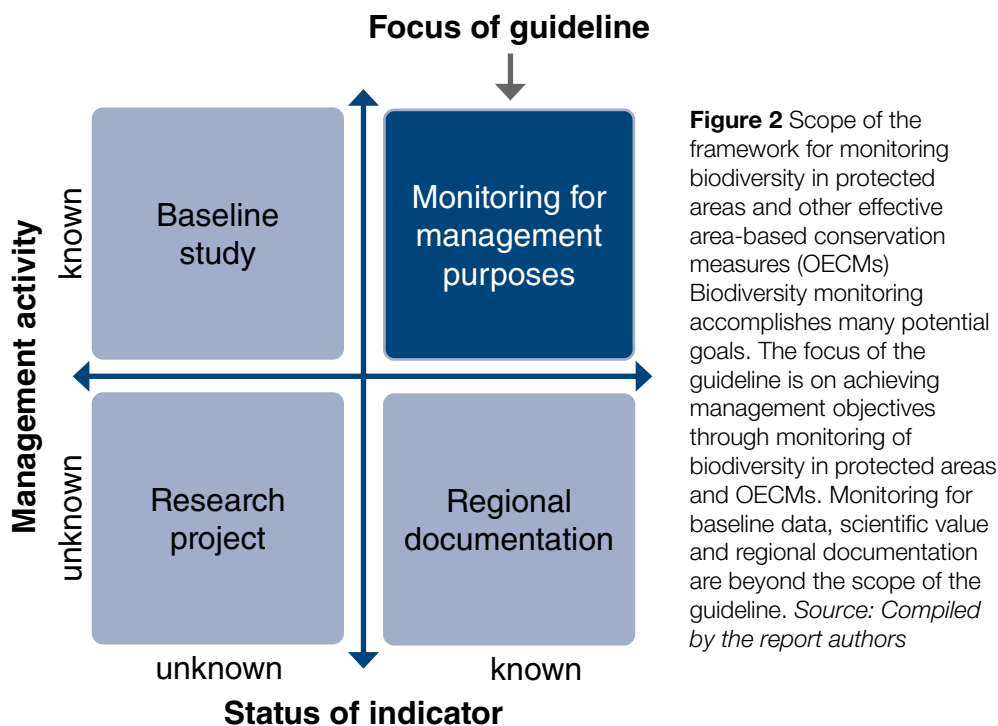 Focus of guideline
Management activity
known
unknown
Baseline
study
Monitoring for
management
purposes
Research
project
Regional
documentation
unknown
known
Status of indicator
Figure 2 Scope of the
framework for monitoring
biodiversity in protected
areas and other effective
area-based conservation
measures (OECMs)
Biodiversity monitoring
accomplishes many potential
goals. The focus of the
guideline is on achieving
management objectives
through monitoring of
biodiversity in protected areas
and OECMs. Monitoring for
baseline data, scientific value
and regional documentation
are beyond the scope of the
guideline. Source: Compiled
by the report authors